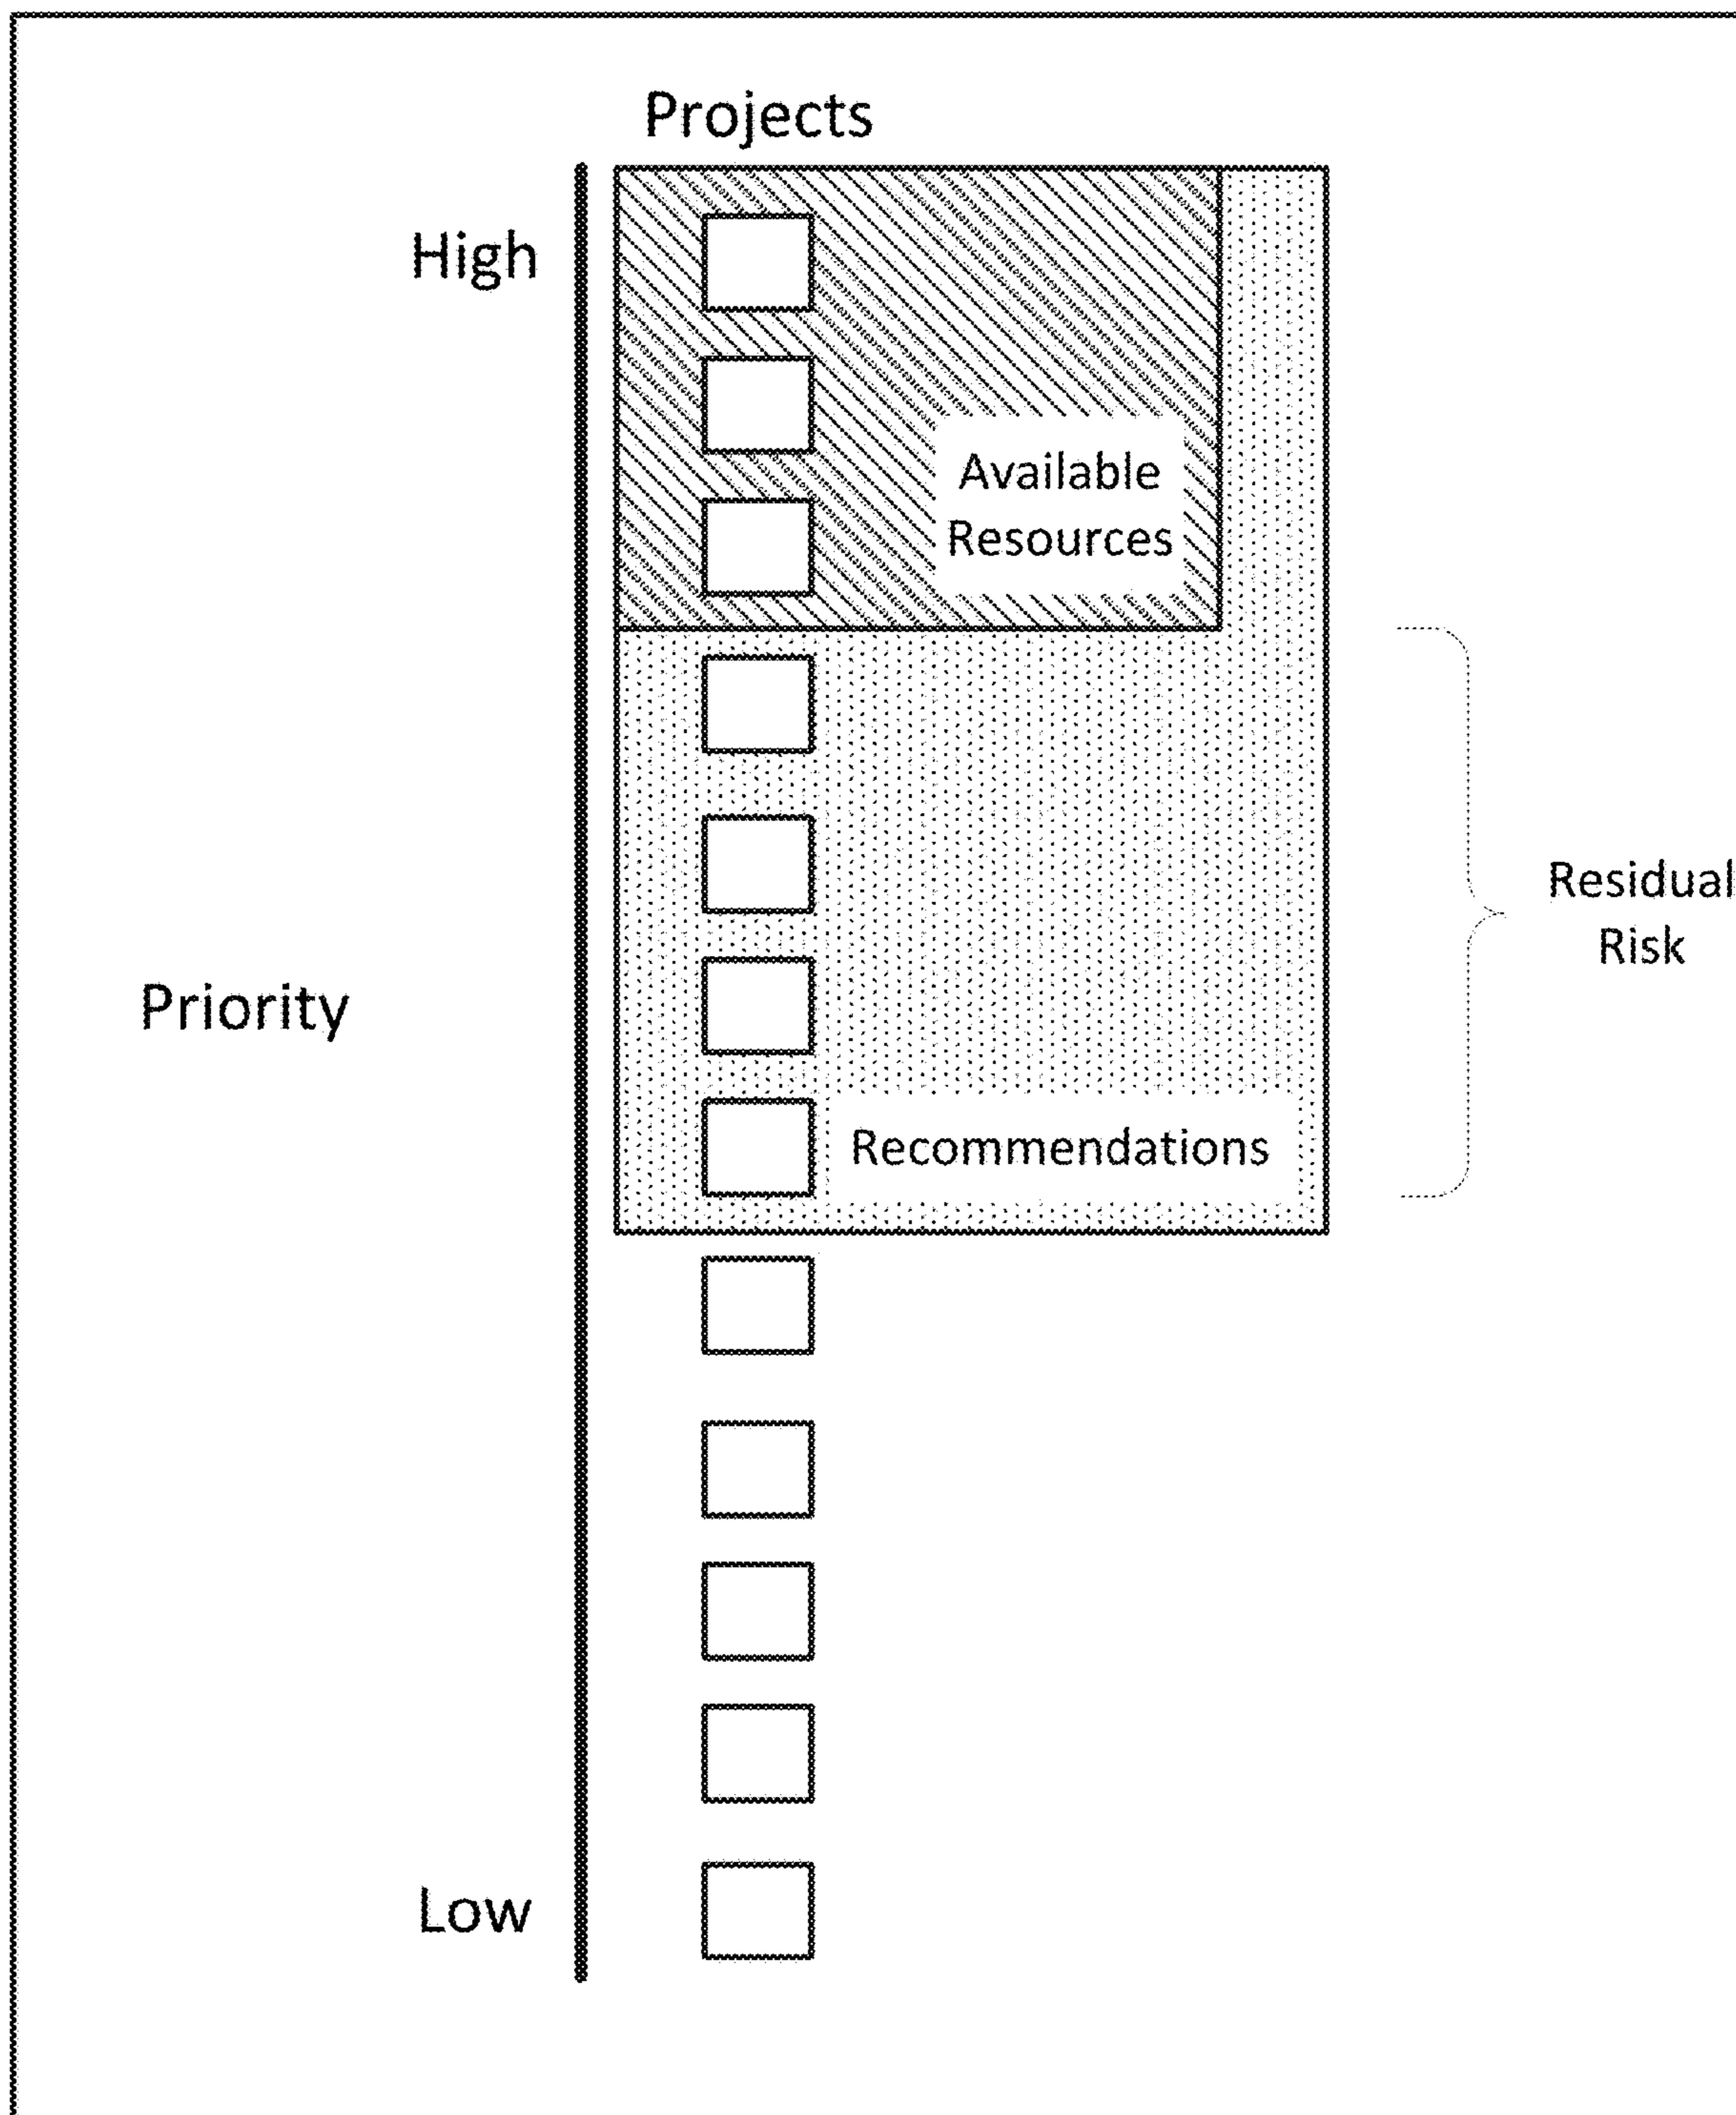 Projects
High
Available
Resources
Residual
Risk
Priority
Recommendations
Low